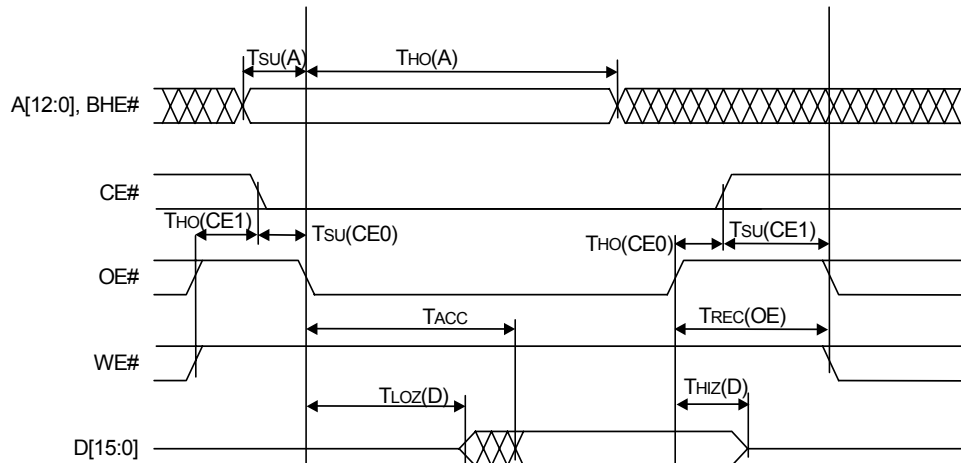 TSU(A)
THO(A)
A[12:0], BHE#
CE#
THO(CE1)
TSU(CE0)
THO(CE0)
TSU(CE1)
OE#
TACC
TREC(OE)
WE#
TLOZ(D)
THIZ(D)
D[15:0]